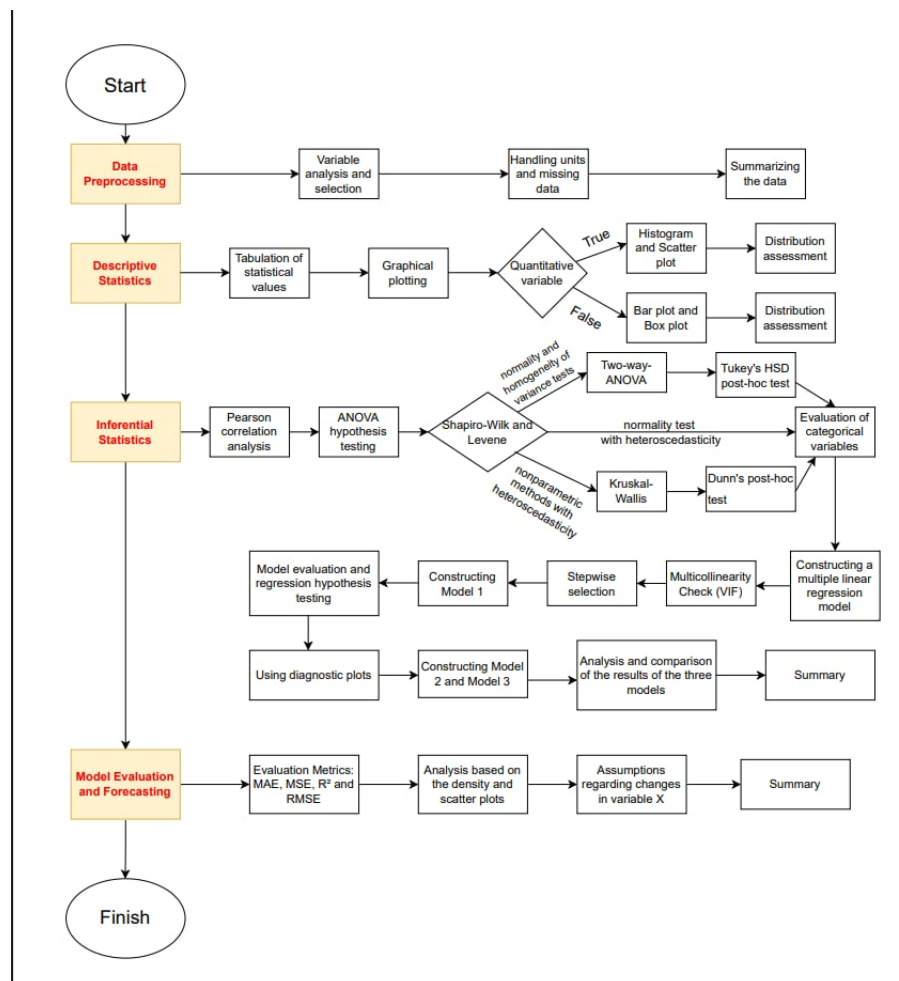 Start
Data
Preprocessing
Variable
analysis and
selection
Handling units
and missing
data
Summarizing
the data
Descriptive
Statistics
Tabulation of
statistical
values
Graphical
plotting
Quantitative
variable
True
Histogram
and Scatter
plot
Distribution
assessment
False
Bar plot and
Box plot
Distribution
assessment
Inferential
Statistics
Pearson
correlation
analysis
ANOVA
hypothesis
testing
Shapiro-Wilk and
Levene
normality and
homogeneity of
variance tests
Two-way-
ANOVA
Tukey's HSD
post-hoc test
normality test
with heteroscedasticity
Evaluation of
categorical
variables
nonparametric
methods with
heteroscedasticity
Kruskal-
Wallis
Dunn's post-hoc
test
Constructing a
multiple linear
regression
model
Multicollinearity
Check (VIF)
Stepwise
selection
Constructing
Model 1
Model evaluation and
regression hypothesis
testing
Using diagnostic plots
Constructing Model
2 and Model 3
Analysis and comparison
of the results of the three
models
Summary
Model Evaluation
and Forecasting
Evaluation Metrics:
MAE, MSE, R² and
RMSE
Analysis based on
the density and
scatter plots
Assumptions
regarding changes
in variable X
Summary
Finish